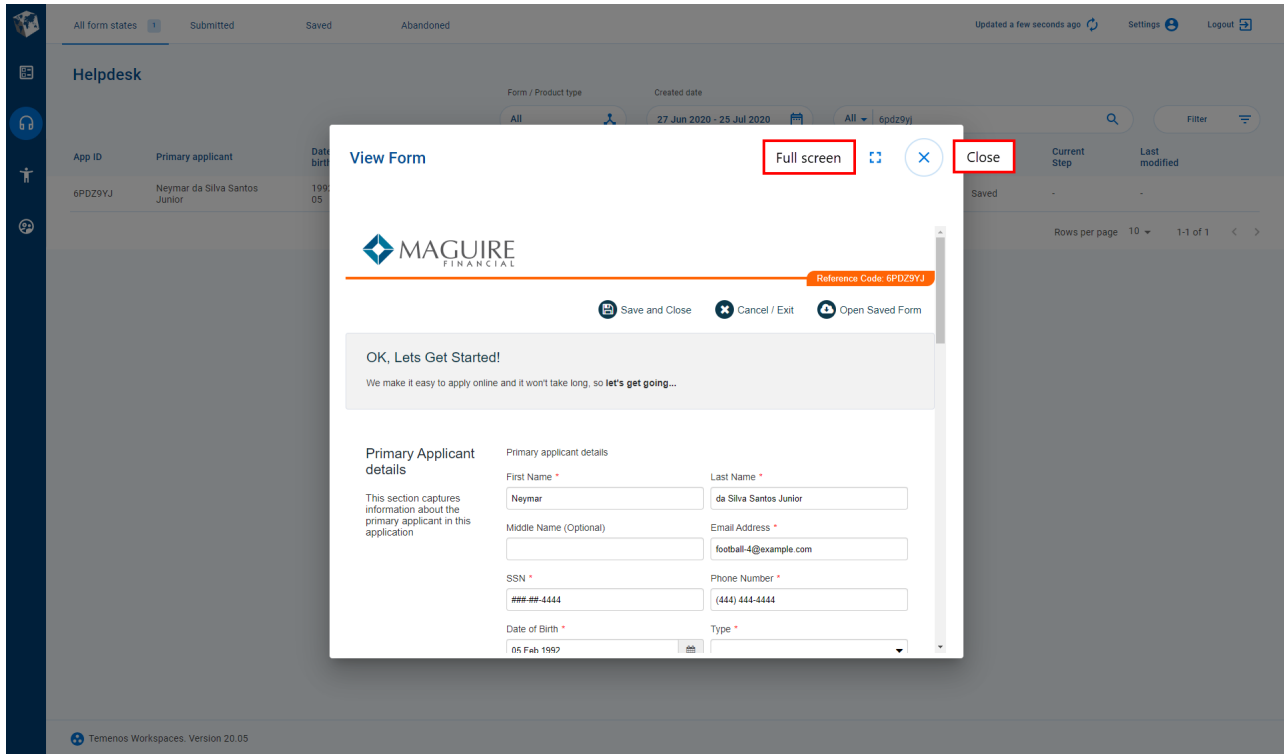 All form states 1 Submitted Saved Abandoned Updated a few seconds ago Settings Logout
Helpdesk
Form / Product type Created date
All 27 Jun 2020 - 25 Jul 2020 All 6pdz9yj Filter
App ID Primary applicant Date birth Current Step Last modified
6PDZ9YJ Neymar da Silva Santos Junior 05 Saved - -
Rows per page 10 1-1 of 1
View Form Full screen Close
MAGUIRE
FINANCIAL
Reference Code: 6PDZ9YJ
Save and Close Cancel / Exit Open Saved Form
OK, Lets Get Started!
We make it easy to apply online and it won't take long, so let's get going...
Primary Applicant details
This section captures
information about the
primary applicant in this
application
Primary applicant details
First Name * Last Name *
Neymar da Silva Santos Junior
Middle Name (Optional) Email Address *
football-4@example.com
SSN * Phone Number *
###-##-4444 (444) 444-4444
Date of Birth * Type *
05 Feb 1992
Temenos Workspaces. Version 20.05